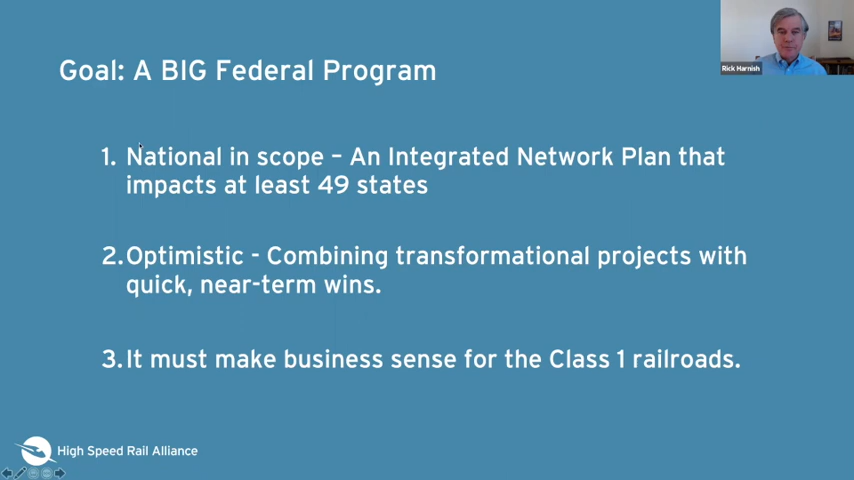 Rick Harnish
Goal: A BIG Federal Program
1. National in scope – An Integrated Network Plan that
impacts at least 49 states
2. Optimistic - Combining transformational projects with
quick, near-term wins.
3. It must make business sense for the Class 1 railroads.
High Speed Rail Alliance